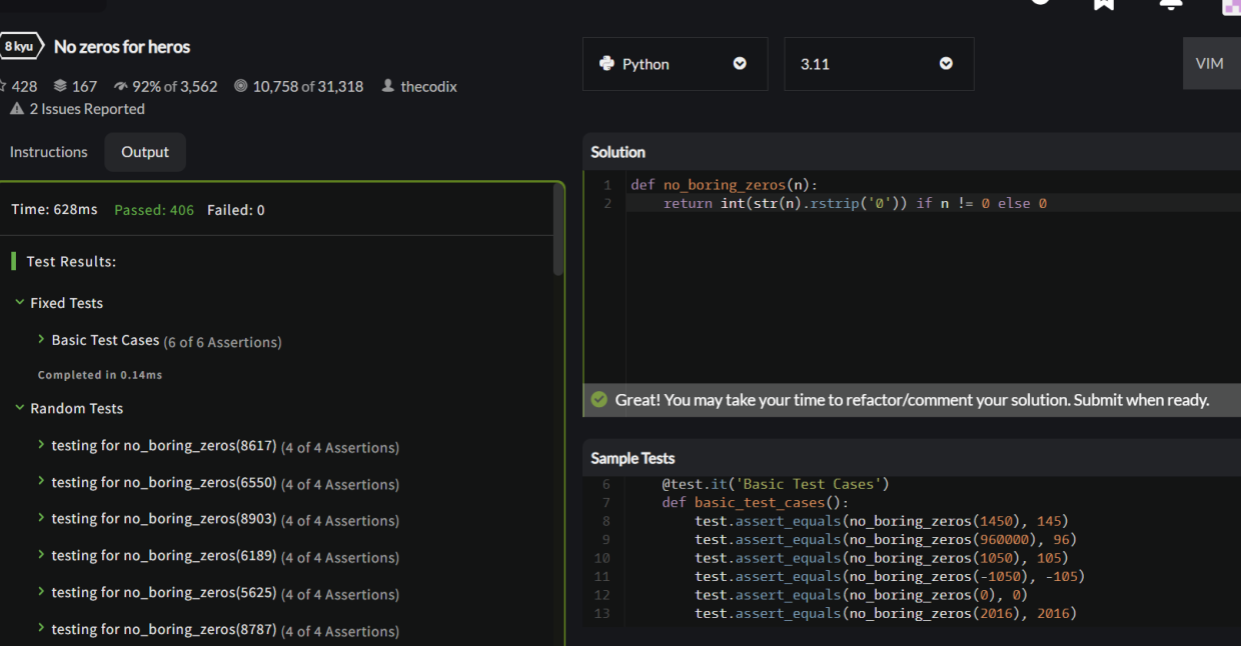 8 kyu No zeros for heros
428 167 92% of 3,562 10,758 of 31,318 thecodix
2 Issues Reported
Instructions Output
Time: 628ms Passed: 406 Failed: 0
Test Results:
Fixed Tests
Basic Test Cases (6 of 6 Assertions)
Completed in 0.14ms
Random Tests
testing for no_boring_zeros(8617) (4 of 4 Assertions)
testing for no_boring_zeros(6550) (4 of 4 Assertions)
testing for no_boring_zeros(8903) (4 of 4 Assertions)
testing for no_boring_zeros(6189) (4 of 4 Assertions)
testing for no_boring_zeros(5625) (4 of 4 Assertions)
testing for no_boring_zeros(8787) (4 of 4 Assertions)
Python 3.11 VIM
Solution
1 def no_boring_zeros(n):
2 return int(str(n).rstrip('0')) if n != 0 else 0
Great! You may take your time to refactor/comment your solution. Submit when ready.
Sample Tests
6 @test.it('Basic Test Cases')
7 def basic_test_cases():
8 test.assert_equals(no_boring_zeros(1450), 145)
9 test.assert_equals(no_boring_zeros(960000), 96)
10 test.assert_equals(no_boring_zeros(1050), 105)
11 test.assert_equals(no_boring_zeros(-1050), -105)
12 test.assert_equals(no_boring_zeros(0), 0)
13 test.assert_equals(no_boring_zeros(2016), 2016)